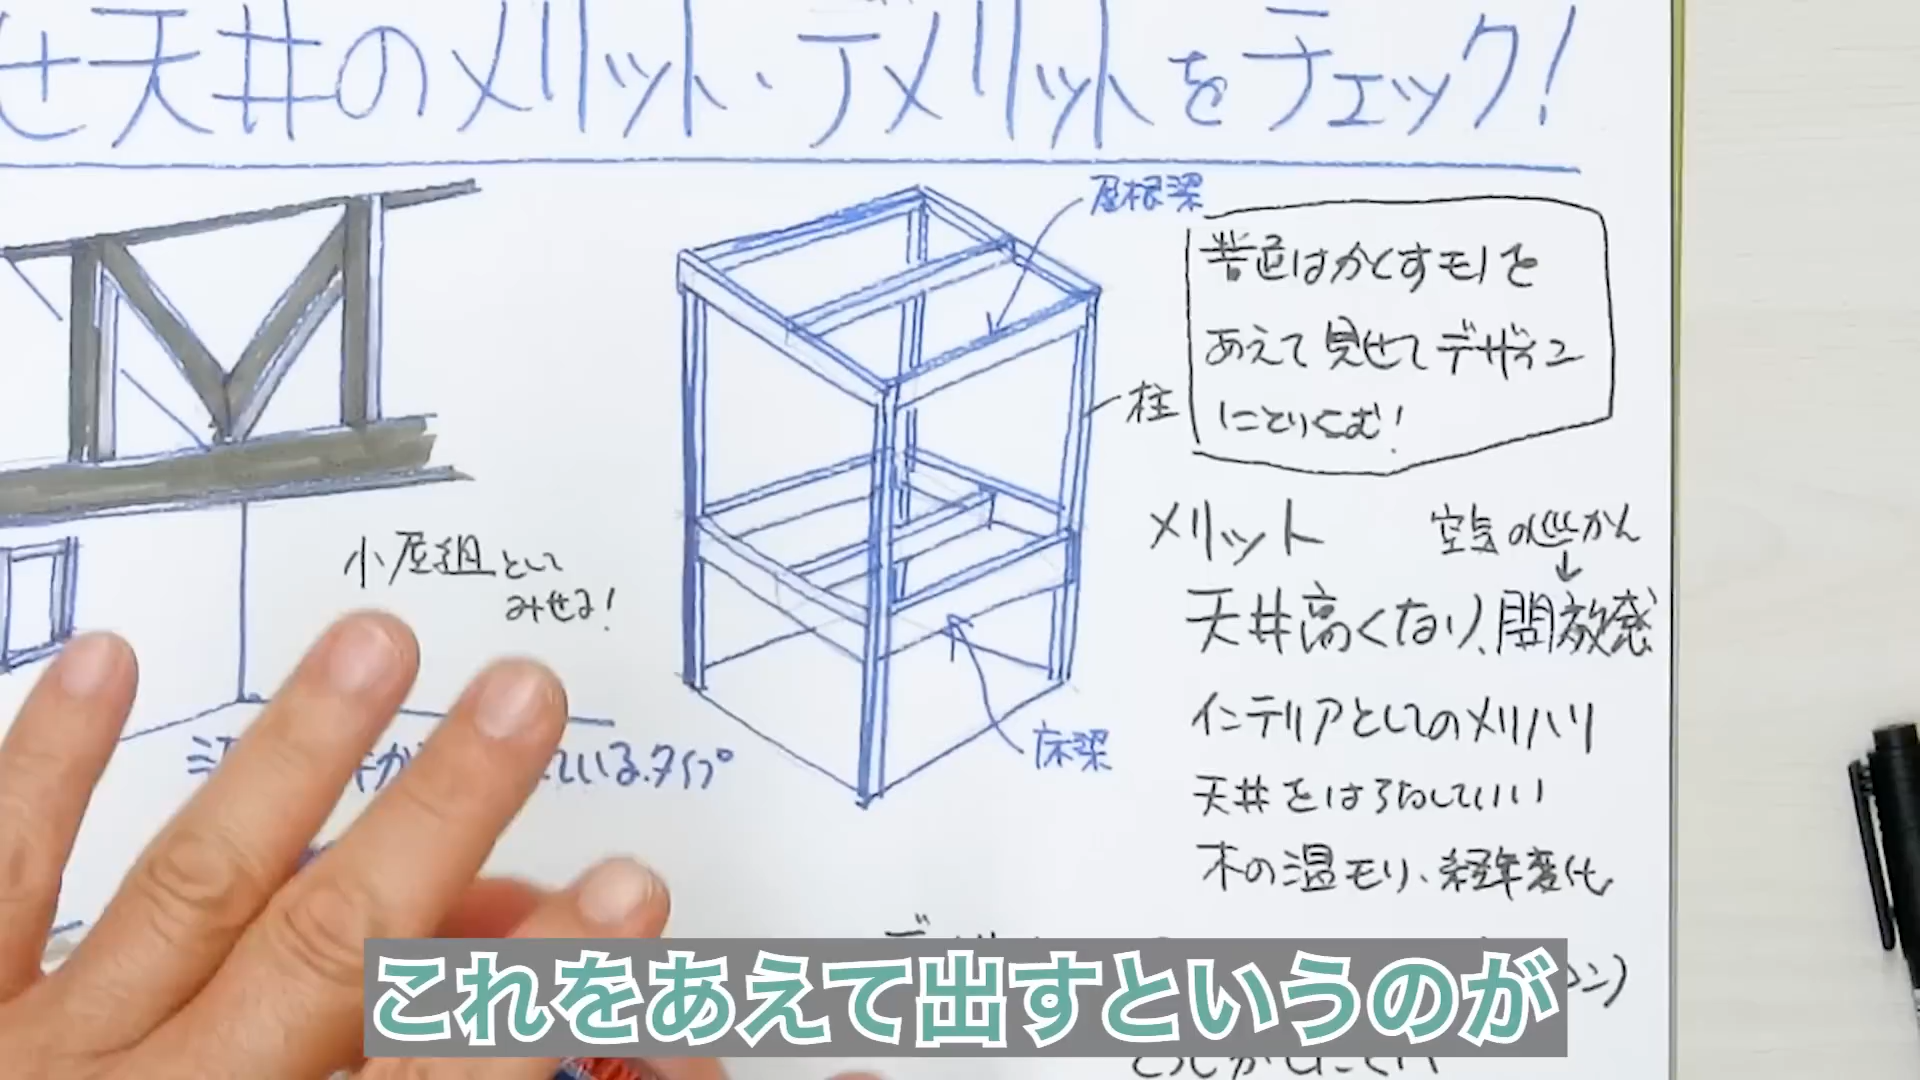 せ天井のメリット・デメリットをチェック!
屋根梁
普通はかくすモノを
あえて見せてデザイン
にとりくむ!
柱
メリット
空気の
天井高くなり、開放感
小屋組として
みせる!
インテリアとしてのメリハリ
ているタイプ
床梁
天井をはらなくていい
木の温モリ、経年変化
これをあえて出すというのが